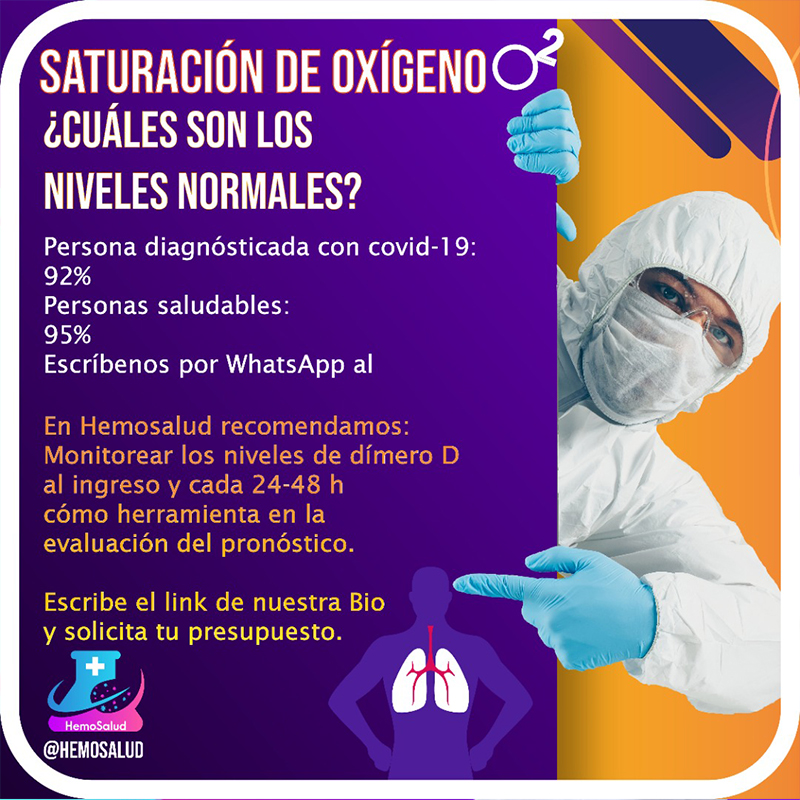 SATURACIÓN DE OXÍGENO O2
¿CUÁLES SON LOS
NIVELES NORMALES?
Persona diagnósticada con covid-19:
92%
Personas saludables:
95%
Escríbenos por WhatsApp al
En Hemosalud recomendamos:
Monitorear los niveles de dímero D
al ingreso y cada 24-48 h
cómo herramienta en la
evaluación del pronóstico.
Escribe el link de nuestra Bio
y solicita tu presupuesto.
HemoSalud
@HEMOSALUD